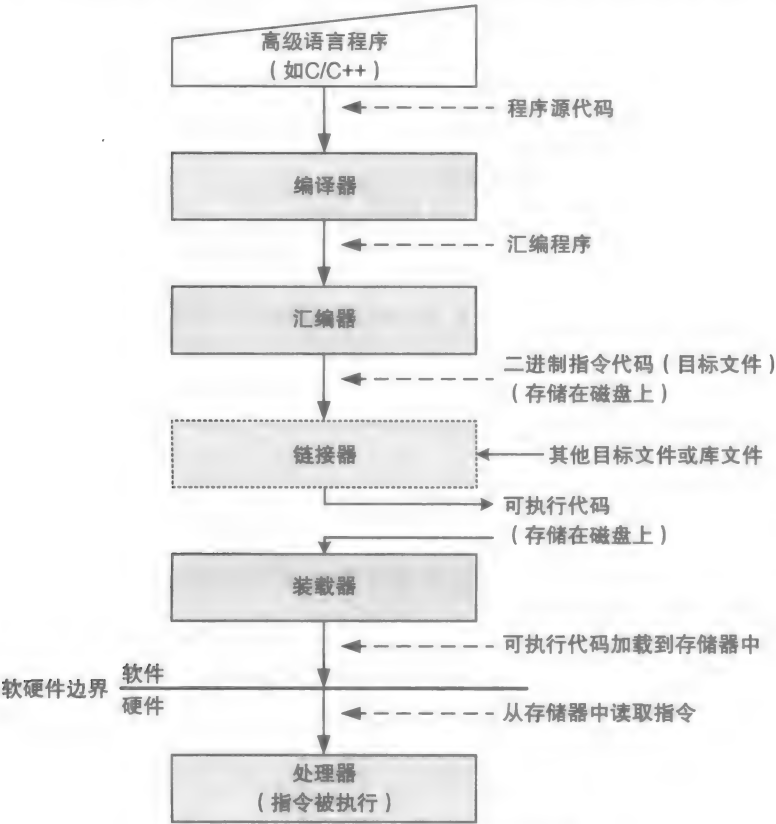 高级语言程序
（如C/C++）
程序源代码
编译器
汇编程序
汇编器
二进制指令代码（目标文件）
（存储在磁盘上）
链接器
其他目标文件或库文件
可执行代码
（存储在磁盘上）
装载器
可执行代码加载到存储器中
软硬件边界
软件
硬件
从存储器中读取指令
处理器
（指令被执行）